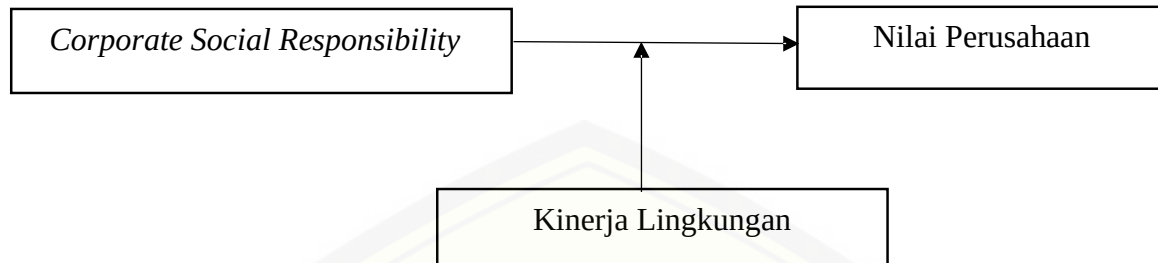 Corporate Social Responsibility
Nilai Perusahaan
Kinerja Lingkungan